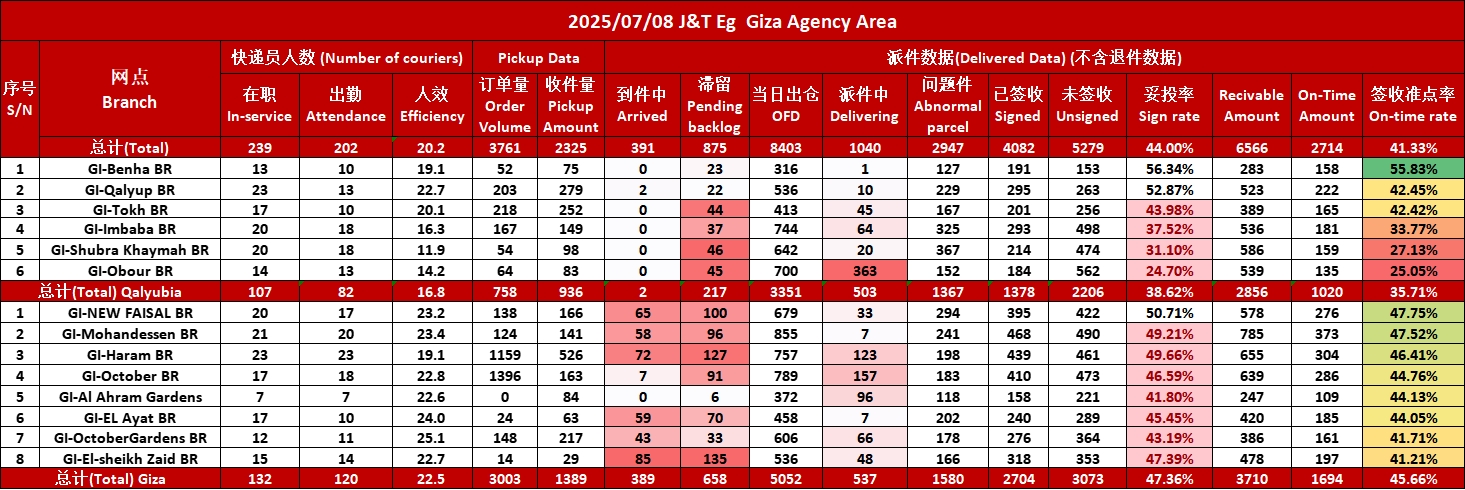 2025/07/08 J&T Eg  Giza Agency Area
序号 S/N 网点 Branch 快递员人数 (Number of couriers) Pickup Data 派件数据(Delivered Data) (不含退件数据)
在职 In-service 出勤 Attendance 人效 Efficiency 订单量 Order Volume 收件量 Pickup Amount 到件中 Arrived 滞留 Pending backlog 当日出仓 OFD 派件中 Delivering 问题件 Abnormal parcel 已签收 Signed 未签收 Unsigned 妥投率 Sign rate Recivable Amount On-Time Amount 签收准点率 On-time rate
总计(Total) 239 202 20.2 3761 2325 391 875 8403 1040 2947 4082 5279 44.00% 6566 2714 41.33%
1 GI-Benha BR 13 10 19.1 52 75 0 23 316 1 127 191 153 56.34% 283 158 55.83%
2 GI-Qalyup BR 23 13 22.7 203 279 2 22 536 10 229 295 263 52.87% 523 222 42.45%
3 GI-Tokh BR 17 10 20.1 218 252 0 44 413 45 167 201 256 43.98% 389 165 42.42%
4 GI-Imbaba BR 20 18 16.3 167 149 0 37 744 64 325 293 498 37.52% 536 181 33.77%
5 GI-Shubra Khaymah BR 20 18 11.9 54 98 0 46 642 20 367 214 474 31.10% 586 159 27.13%
6 GI-Obour BR 14 13 14.2 64 83 0 45 700 363 152 184 562 24.70% 539 135 25.05%
总计(Total) Qalyubia 107 82 16.8 758 936 2 217 3351 503 1367 1378 2206 38.62% 2856 1020 35.71%
1 GI-NEW FAISAL BR 20 17 23.2 138 166 65 100 679 33 294 395 422 50.71% 578 276 47.75%
2 GI-Mohandessen BR 21 20 23.4 124 141 58 96 855 7 241 468 490 49.21% 785 373 47.52%
3 GI-Haram BR 23 23 19.1 1159 526 72 127 757 123 198 439 461 49.66% 655 304 46.41%
4 GI-October BR 17 18 22.8 1396 163 7 91 789 157 183 410 473 46.59% 639 286 44.76%
5 GI-Al Ahram Gardens 7 7 22.6 0 84 0 6 372 96 118 158 221 41.80% 247 109 44.13%
6 GI-EL Ayat BR 17 10 24.0 24 63 59 70 458 7 202 240 289 45.45% 420 185 44.05%
7 GI-OctoberGardens BR 12 11 25.1 148 217 43 33 606 66 178 276 364 43.19% 386 161 41.71%
8 GI-El-sheikh Zaid BR 15 14 22.7 14 29 85 135 536 48 166 318 353 47.39% 478 197 41.21%
总计(Total) Giza 132 120 22.5 3003 1389 389 658 5052 537 1580 2704 3073 47.36% 3710 1694 45.66%